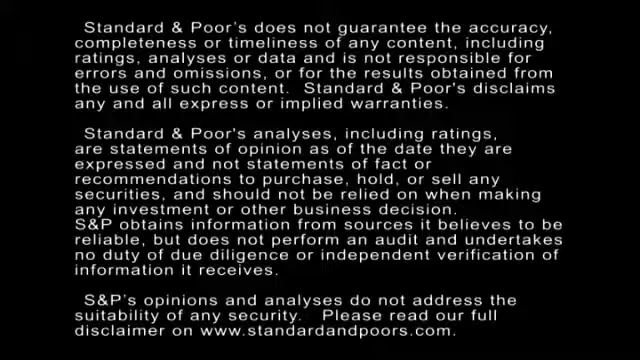 Standard & Poor’s does not guarantee the accuracy,
completeness or timeliness of any content, including
ratings, analyses or data and is not responsible for
errors and omissions, or for the results obtained from
the use of such content. Standard & Poor's disclaims
any and all express or implied warranties.
Standard & Poor's analyses, including ratings,
are statements of opinion as of the date they are
expressed and not statements of fact or
recommendations to purchase, hold, or sell any
securities, and should not be relied on when making
any investment or other business decision.
S&P obtains information from sources it believes to be
reliable, but does not perform an audit and undertakes
no duty of due diligence or independent verification of
information it receives.
S&P’s opinions and analyses do not address the
suitability of any security. Please read our full
disclaimer on www.standardandpoors.com.